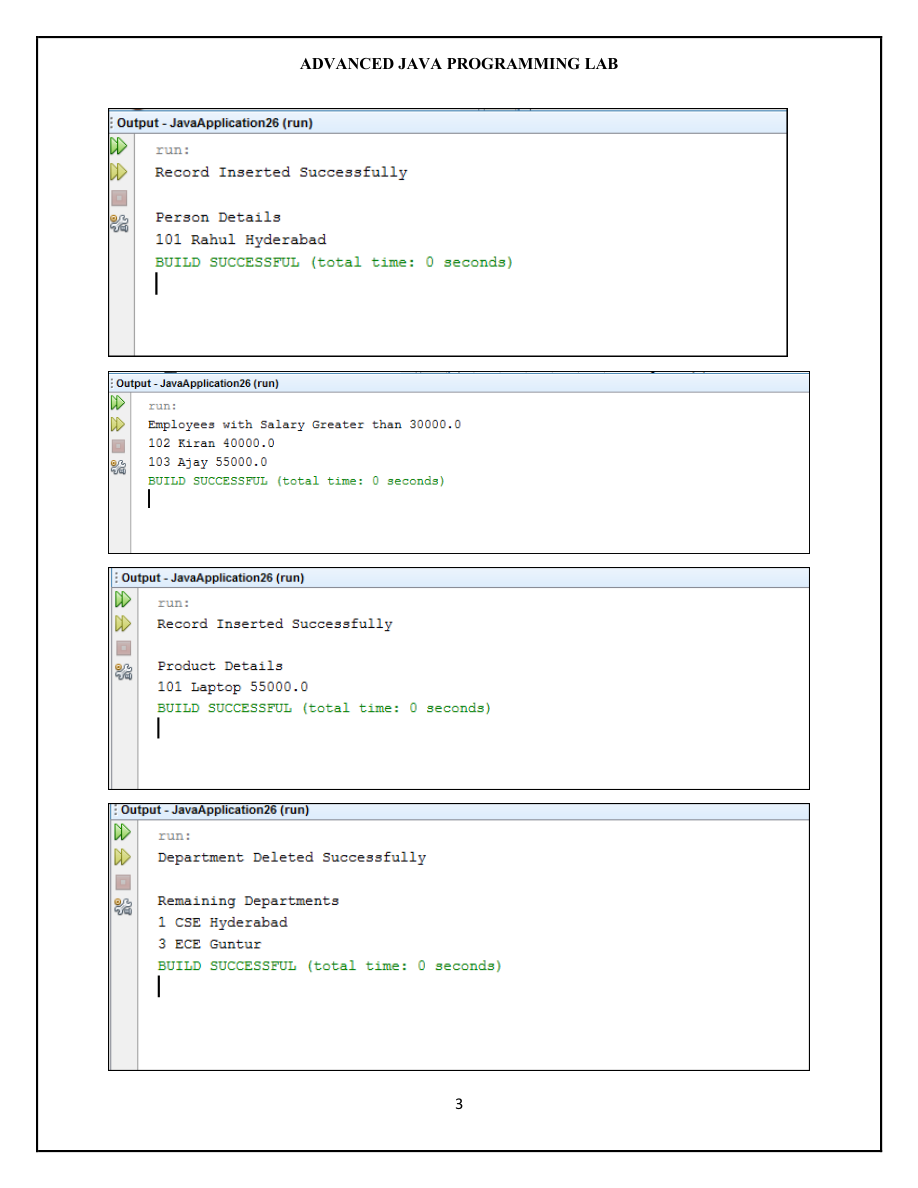 ADVANCED JAVA PROGRAMMING LAB
Output - JavaApplication26 (run)
run:
Record Inserted Successfully
Person Details
101 Rahul Hyderabad
BUILD SUCCESSFUL (total time: 0 seconds)
Output - JavaApplication26 (run)
run:
Employees with Salary Greater than 30000.0
102 Kiran 40000.0
103 Ajay 55000.0
BUILD SUCCESSFUL (total time: 0 seconds)
Output - JavaApplication26 (run)
run:
Record Inserted Successfully
Product Details
101 Laptop 55000.0
BUILD SUCCESSFUL (total time: 0 seconds)
Output - JavaApplication26 (run)
run:
Department Deleted Successfully
Remaining Departments
1 CSE Hyderabad
3 ECE Guntur
BUILD SUCCESSFUL (total time: 0 seconds)
3